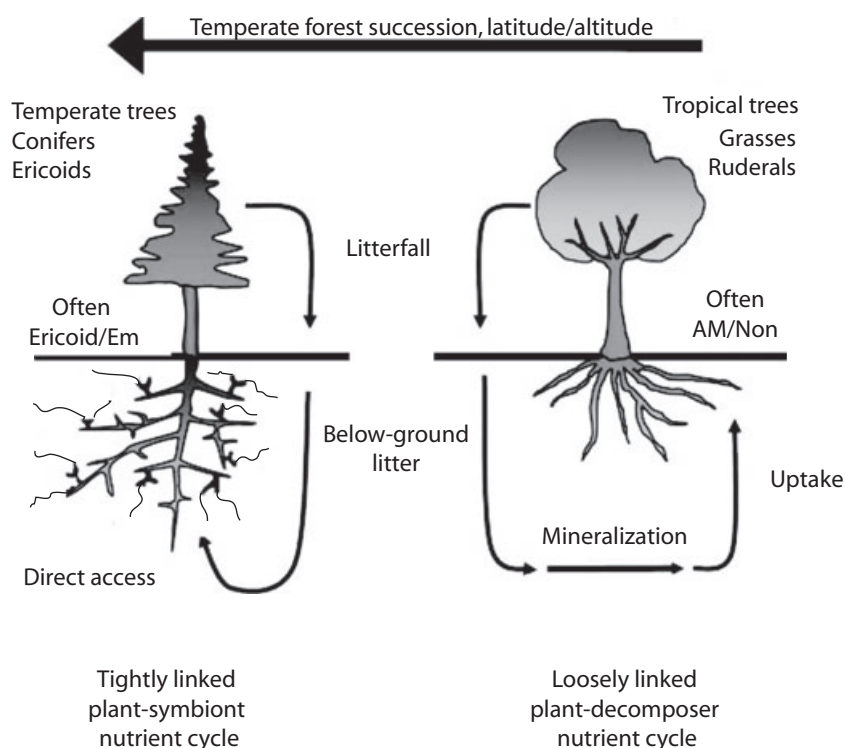 Temperate forest succession, latitude/altitude
Temperate trees
Conifers
Ericoids
Tropical trees
Grasses
Ruderals
Litterfall
Often
Ericoid/Em
Often
AM/Non
Below-ground
litter
Uptake
Mineralization
Direct access
Tightly linked
plant-symbiont
nutrient cycle
Loosely linked
plant-decomposer
nutrient cycle